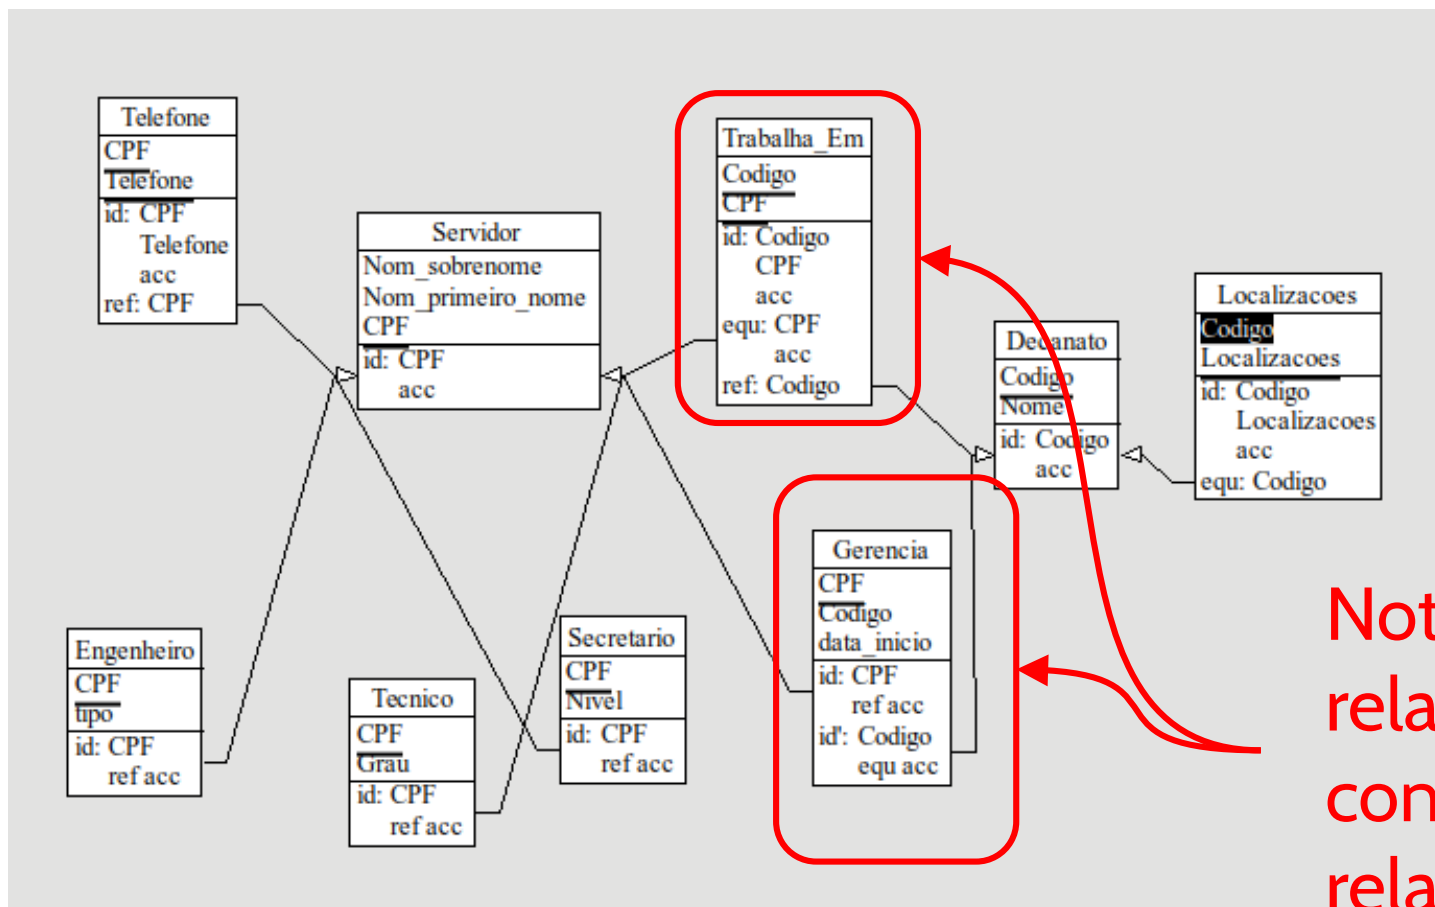 Telefone
CPF
Telefone
id: CPF
Telefone
acc
ref: CPF
Servidor
Nom_sobrenome
Nom_primeiro_nome
CPF
id: CPF
acc
Trabalha_Em
Codigo
CPF
id: Codigo
CPF
acc
equ: CPF
acc
ref: Codigo
Decanato
Codigo
Nome
id: Codigo
acc
Localizacoes
Codigo
Localizacoes
id: Codigo
Localizacoes
acc
equ: Codigo
Engenheiro
CPF
tipo
id: CPF
ref acc
Tecnico
CPF
Grau
id: CPF
ref acc
Secretario
CPF
Nivel
id: CPF
ref acc
Gerencia
CPF
Codigo
data_inicio
id: CPF
ref acc
id': Codigo
equ acc
Not
rela
con
rela